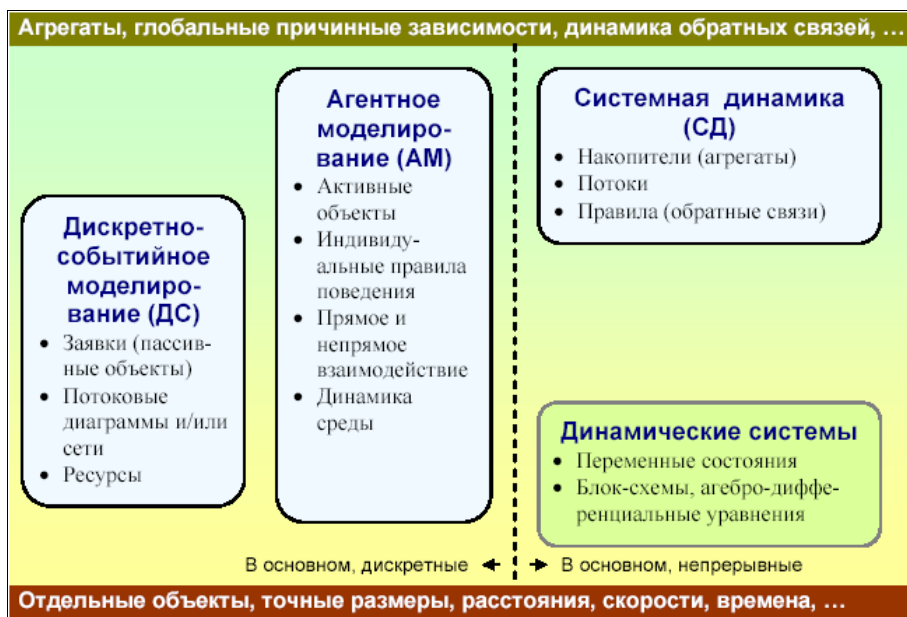 Агрегаты, глобальные причинные зависимости, динамика обратных связей, …
Дискретно-
событийное
моделиро-
вание (ДС)
• Заявки (пассив-
ные объекты)
• Потоковые
диаграммы и/или
сети
• Ресурсы
Агентное
моделиро-
вание (АМ)
• Активные
объекты
• Индивиду-
альные правила
поведения
• Прямое и
непрямое
взаимодействие
• Динамика
среды
Системная динамика
(СД)
• Накопители (агрегаты)
• Потоки
• Правила (обратные связи)
Динамические системы
• Переменные состояния
• Блок-схемы, агебро-диффе-
ренциальные уравнения
В основном, дискретные
В основном, непрерывные
Отдельные объекты, точные размеры, расстояния, скорости, времена, …